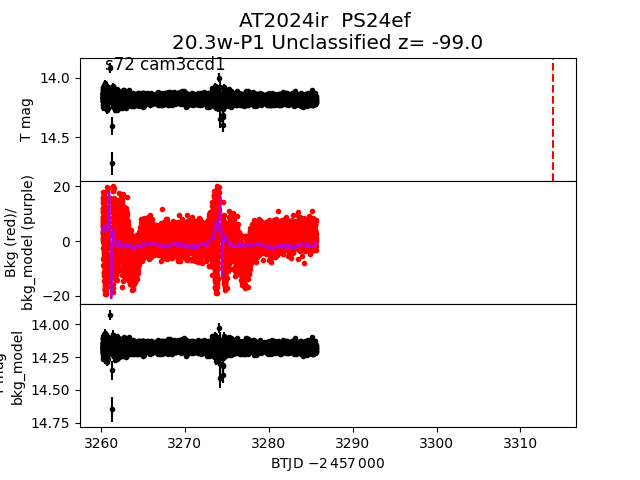 AT2024ir PS24ef
20.3w-P1 Unclassified z= -99.0
s72 cam3ccd1
14.0
14.5
T mag
20
0
−20
Bkg (red)/
bkg_model (purple)
14.00
14.25
14.50
14.75
mag
bkg_model
3260 3270 3280 3290 3300 3310
BTJD −2 457 000